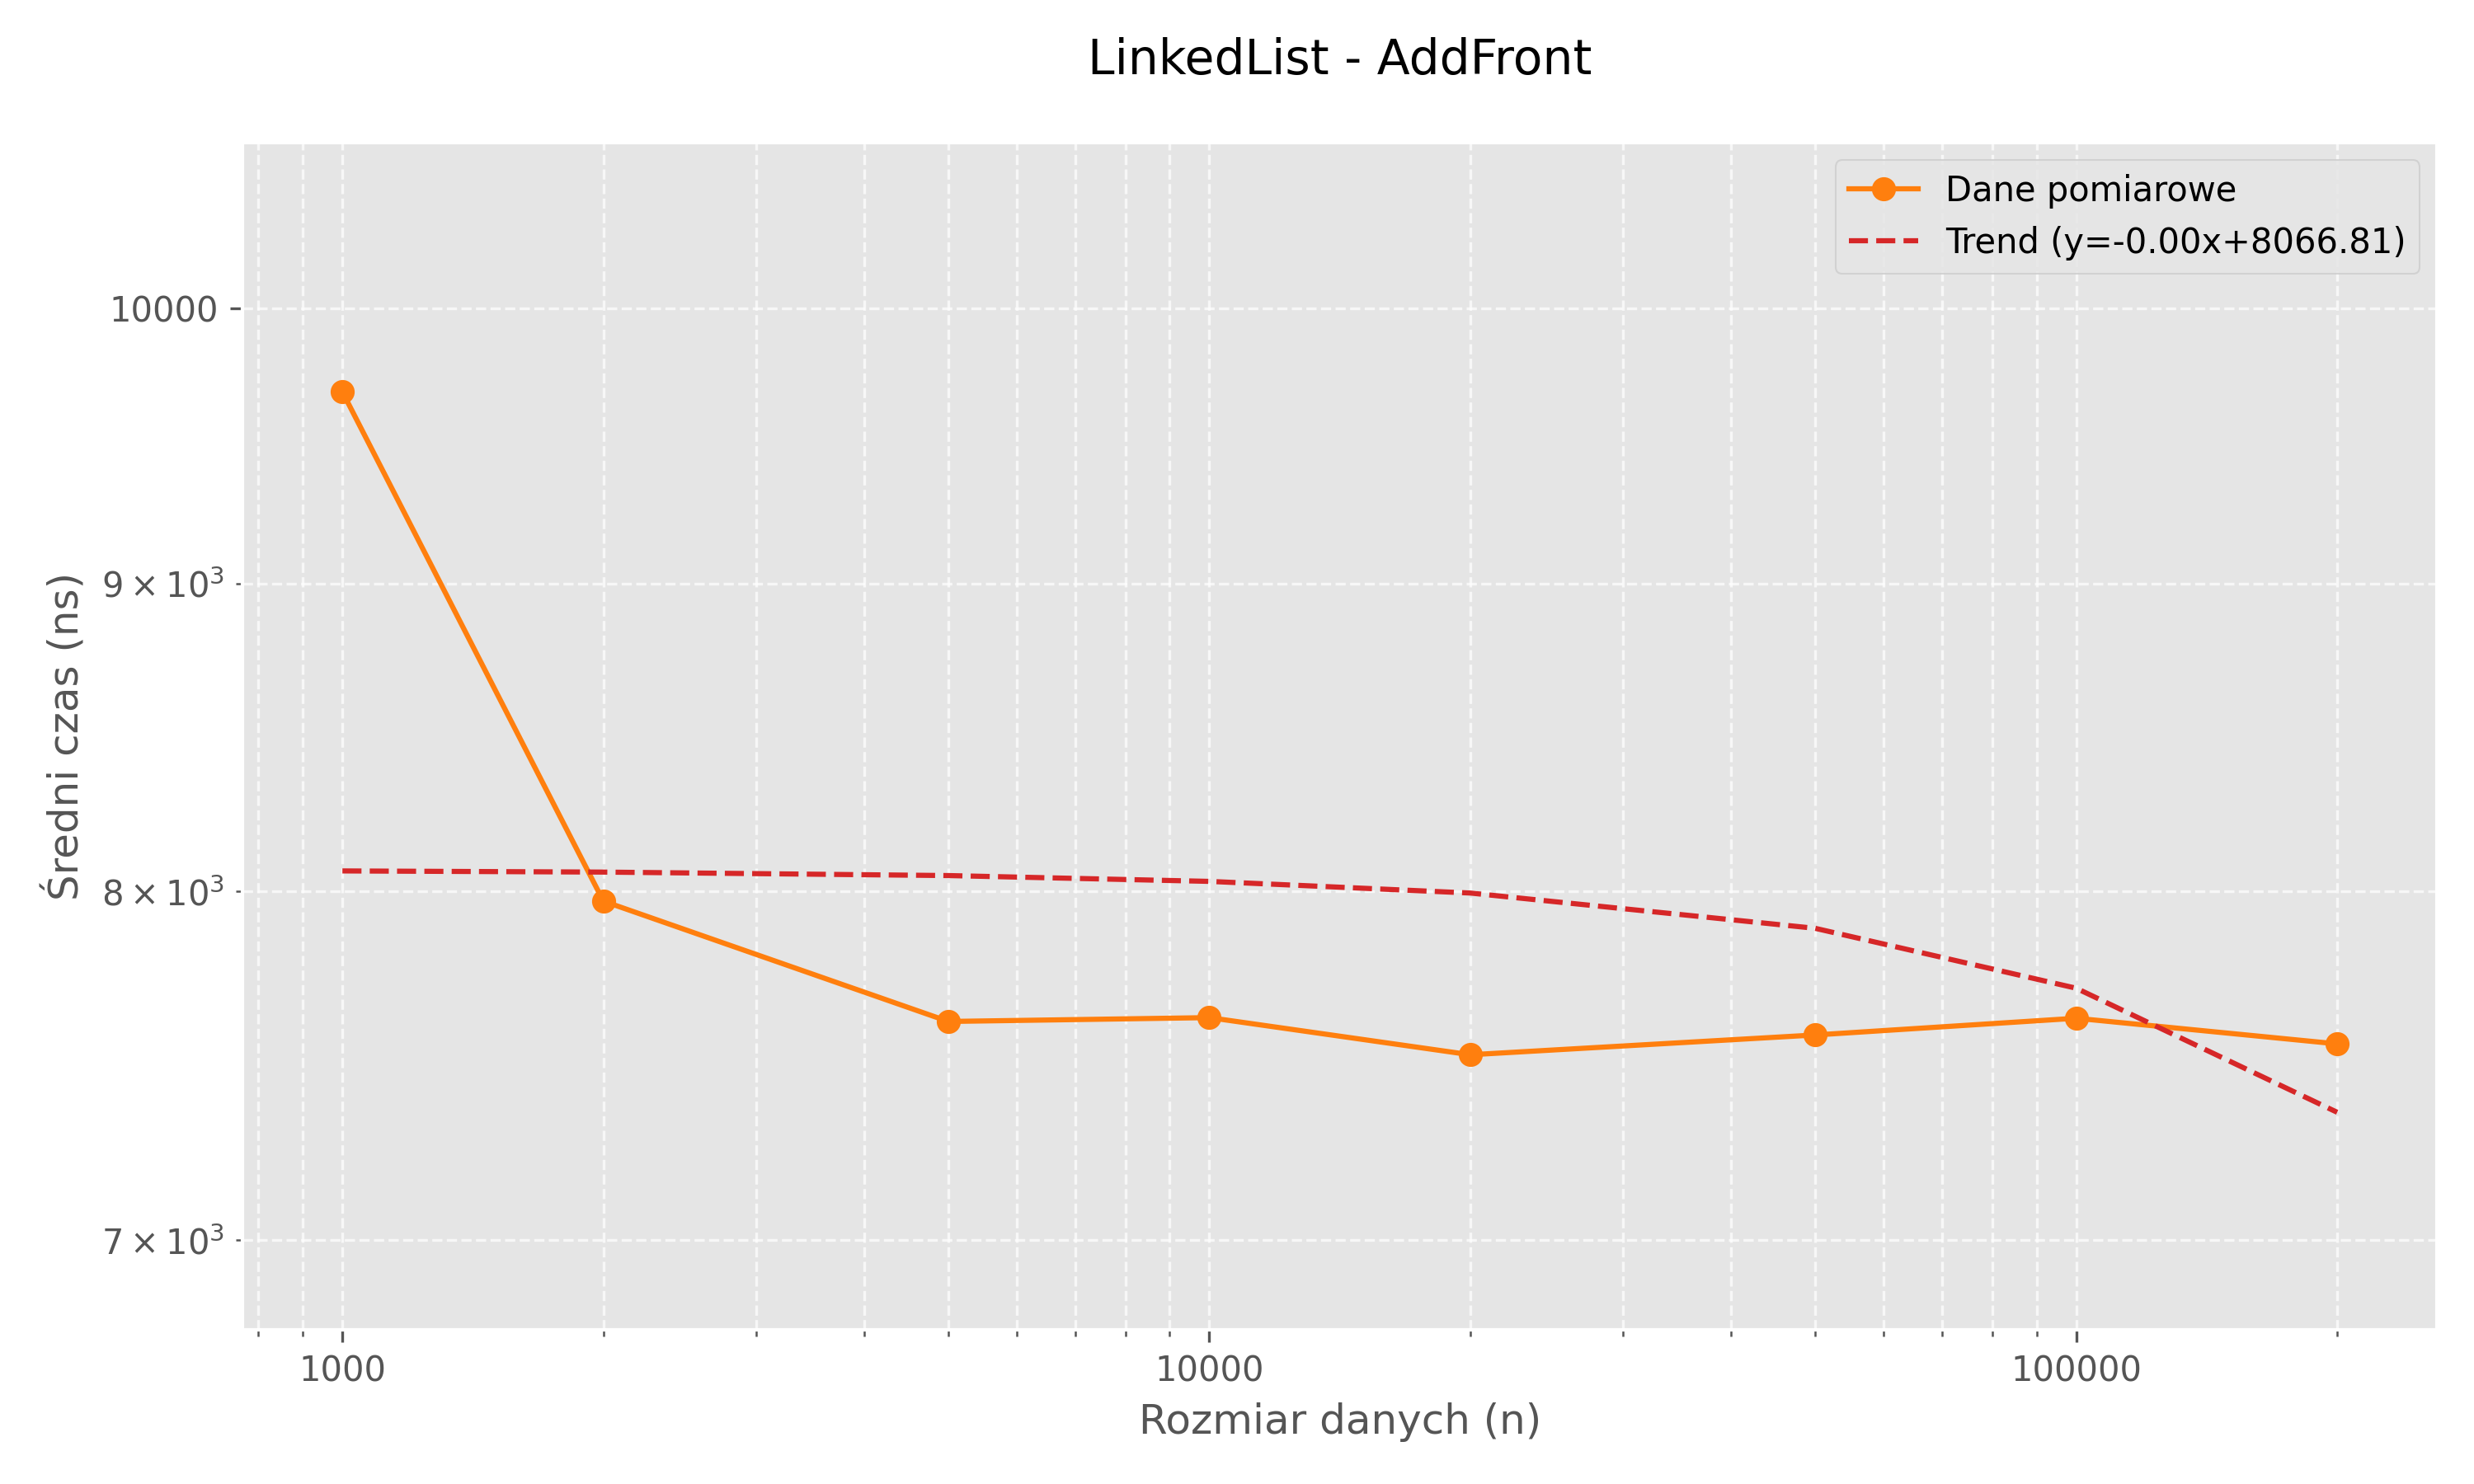 LinkedList - AddFront
Dane pomiarowe
Trend (y=-0.00x+8066.81)
Średni czas (ns)
10000
9 × 10³
8 × 10³
7 × 10³
1000
10000
100000
Rozmiar danych (n)